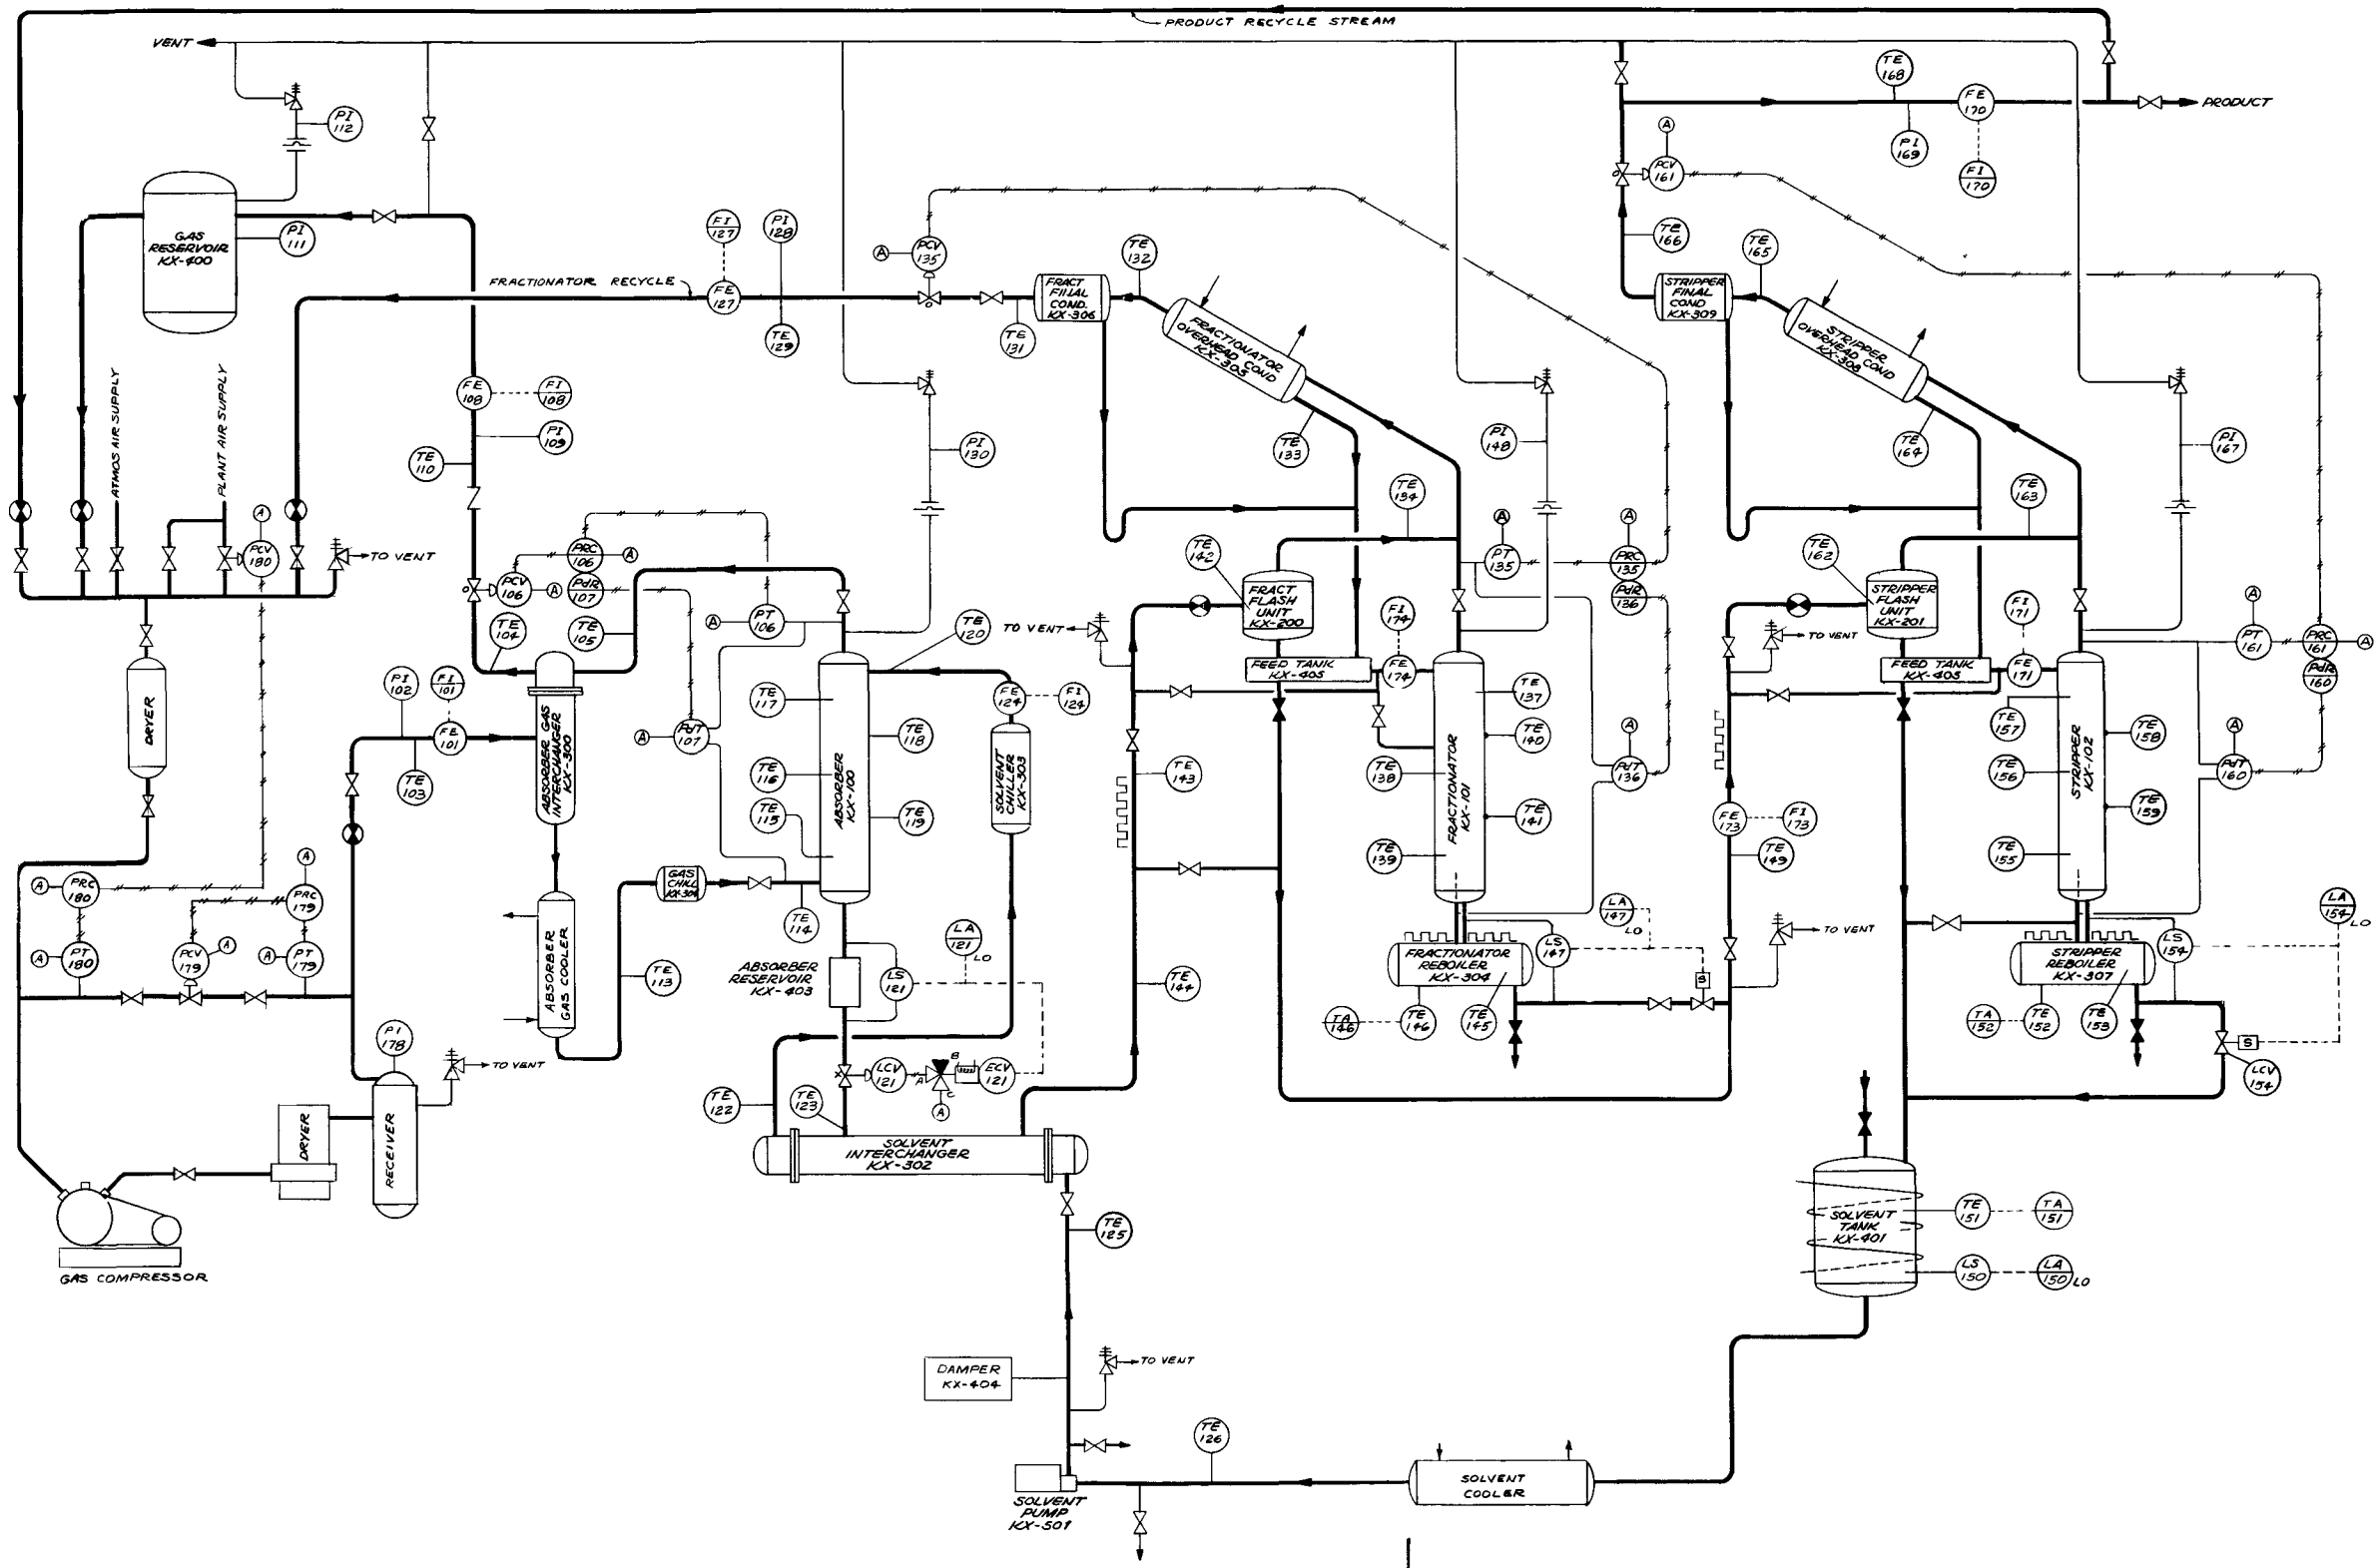 PRODUCT RECYCLE STREAM
VENT
PI
112
TE
168
FE
170
PRODUCT
PI
169
FI
170
A
PCV
161
GAS
RESERVOIR
KX-400
PI
111
FI
127
PI
128
A
PCV
135
TE
132
TE
166
TE
165
FRACTIONATOR RECYCLE
FE
127
TE
129
TE
131
FRACT
FINAL
COND.
KX-306
FRACTIONATOR
OVERHEAD COND
KX-305
STRIPPER
FINAL
COND
KX-309
STRIPPER
OVERHEAD COND
KX-308
ATMOS AIR SUPPLY
PLANT AIR SUPPLY
FE
108
FI
108
PI
109
TE
110
PI
130
TE
133
PI
148
TE
164
PI
167
TE
134
TE
163
A
PCV
180
TO VENT
PRC
106
A
PdR
107
PCV
106
A
TE
142
FRACT
FLASH
UNIT
KX-200
A
PT
135
A
PRC
135
PdR
136
TE
162
STRIPPER
FLASH
UNIT
KX-201
TE
104
TE
105
A
PT
106
TE
120
TO VENT
FI
174
TO VENT
FI
171
A
PT
161
PRC
161
A
PdR
160
DRYER
PI
102
FI
101
FE
101
TE
103
ABSORBER GAS
INTERCHANGER
KX-300
A
PdT
107
TE
117
TE
118
TE
116
TE
115
TE
119
ABSORBER
KX-100
FE
124
FI
124
SOLVENT
CHILLER
KX-303
FEED TANK
KX-405
FE
174
TE
137
TE
140
TE
138
TE
141
TE
139
FRACTIONATOR
KX-101
A
PdT
136
TE
143
FEED TANK
KX-405
FE
171
TE
157
TE
158
TE
156
TE
159
TE
155
STRIPPER
KX-102
A
PdT
160
FE
173
FI
173
TE
149
A
PRC
180
A
PRC
179
A
PT
180
PCV
179
A
A
PT
179
ABSORBER
GAS COOLER
GAS
CHILL
KX-301
TE
114
TE
113
ABSORBER
RESERVOIR
KX-403
LS
121
LA
121
LO
TE
144
LA
147
LO
LS
147
FRACTIONATOR
REBOILER
KX-304
S
TO VENT
TA
146
TE
146
TE
145
LA
154
LO
LS
154
STRIPPER
REBOILER
KX-307
TA
152
TE
152
TE
153
S
LCV
154
PI
178
TO VENT
RECEIVER
DRYER
GAS COMPRESSOR
TE
122
TE
123
LCV
121
A
B
C
A
ECV
121
SOLVENT
INTERCHANGER
KX-302
TE
125
SOLVENT
TANK
KX-401
TE
151
TA
151
LS
150
LA
150
LO
DAMPER
KX-404
TO VENT
TE
126
SOLVENT
PUMP
KX-501
SOLVENT
COOLER